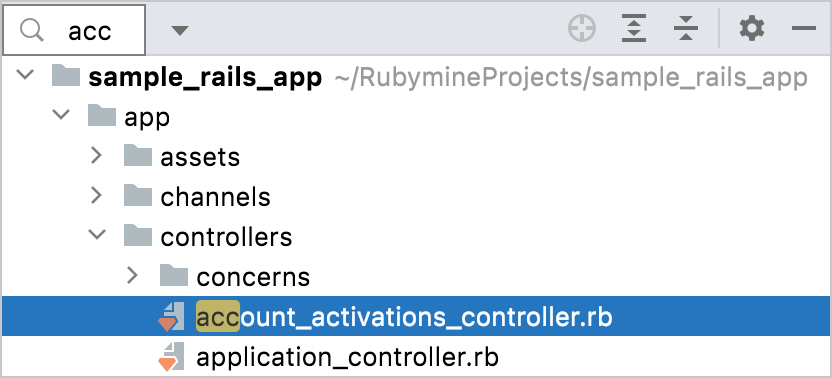 acc
sample_rails_app ~/RubymineProjects/sample_rails_app
app
assets
channels
controllers
concerns
account_activations_controller.rb
application_controller.rb